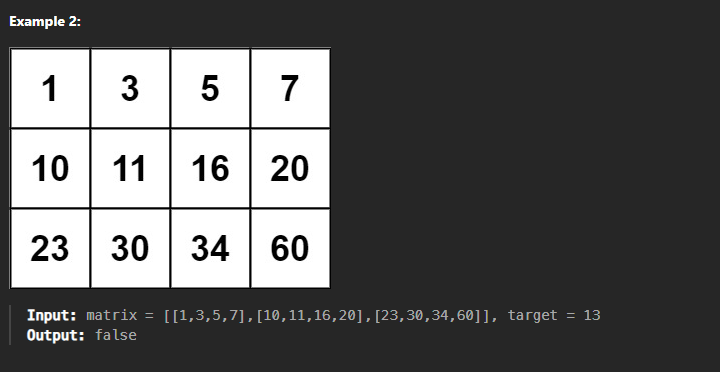 Example 2:
1 3 5 7
10 11 16 20
23 30 34 60
Input: matrix = [[1,3,5,7],[10,11,16,20],[23,30,34,60]], target = 13
Output: false